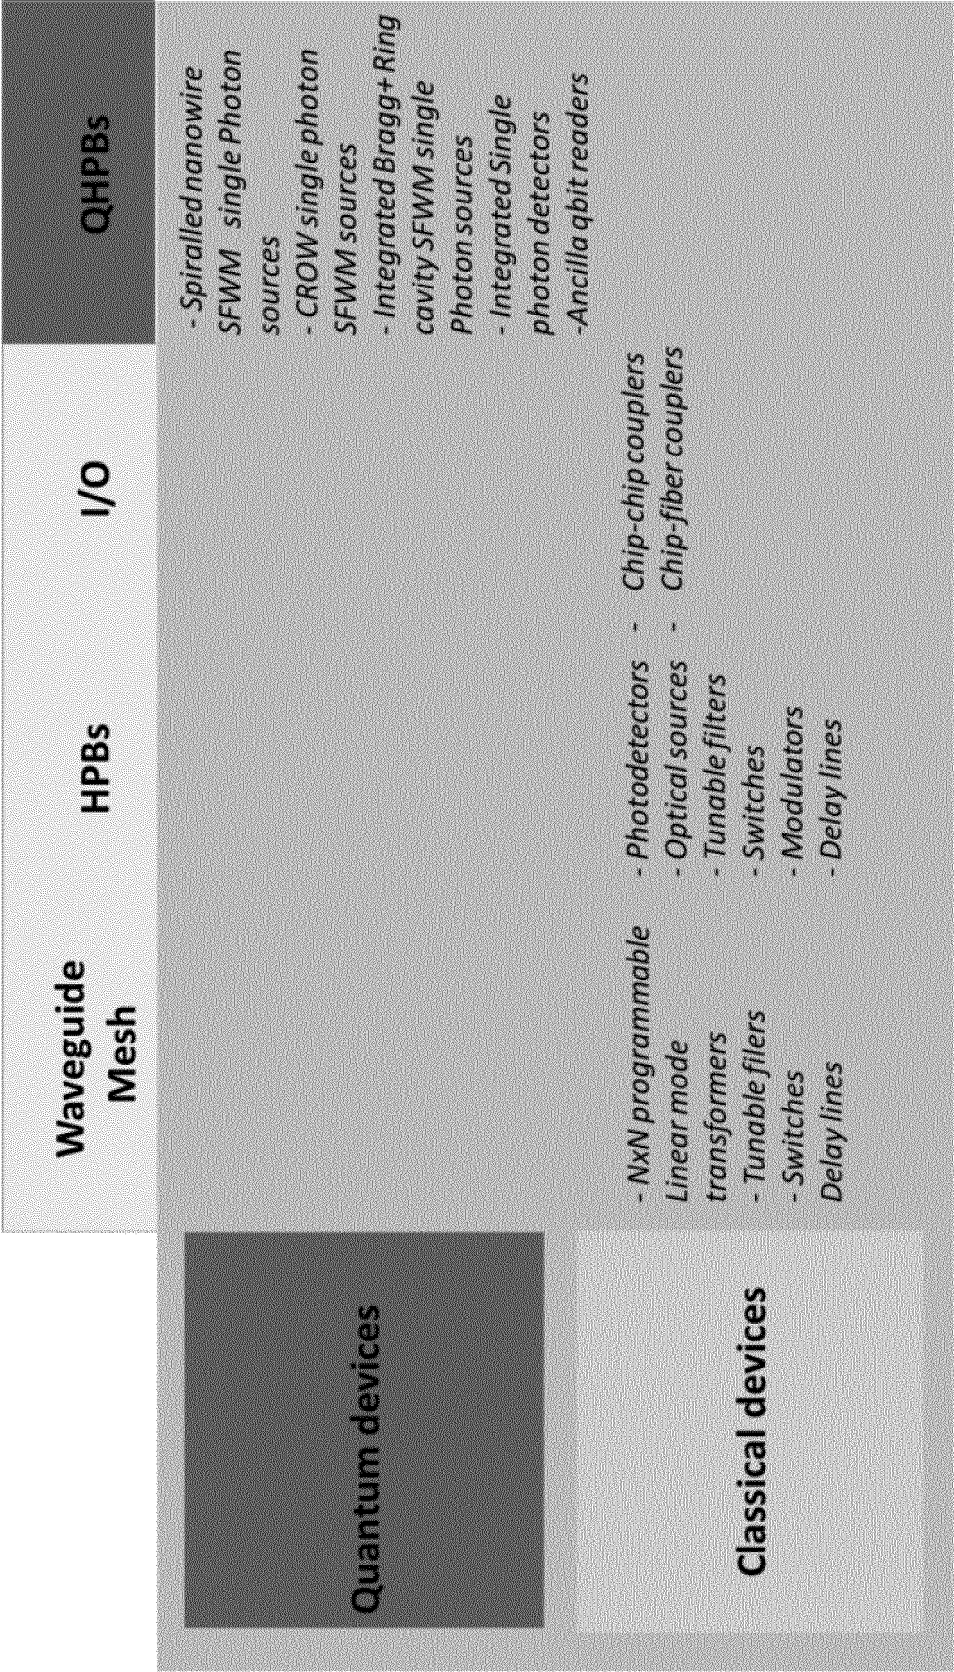 Waveguide
Mesh
HPBs
I/O
QHPBs
Quantum devices
- Spiralled nanowire
SFWM single Photon
sources
- CROW single photon
SFWM sources
- Integrated Bragg+ Ring
cavity SFWM single
Photon sources
- Integrated Single
photon detectors
-Ancilla qbit readers
Classical devices
- NxN programmable
Linear mode
transformers
- Tunable filers
- Switches
Delay lines
- Photodetectors
- Optical sources
- Tunable filters
- Switches
- Modulators
- Delay lines
- Chip-chip couplers
- Chip-fiber couplers